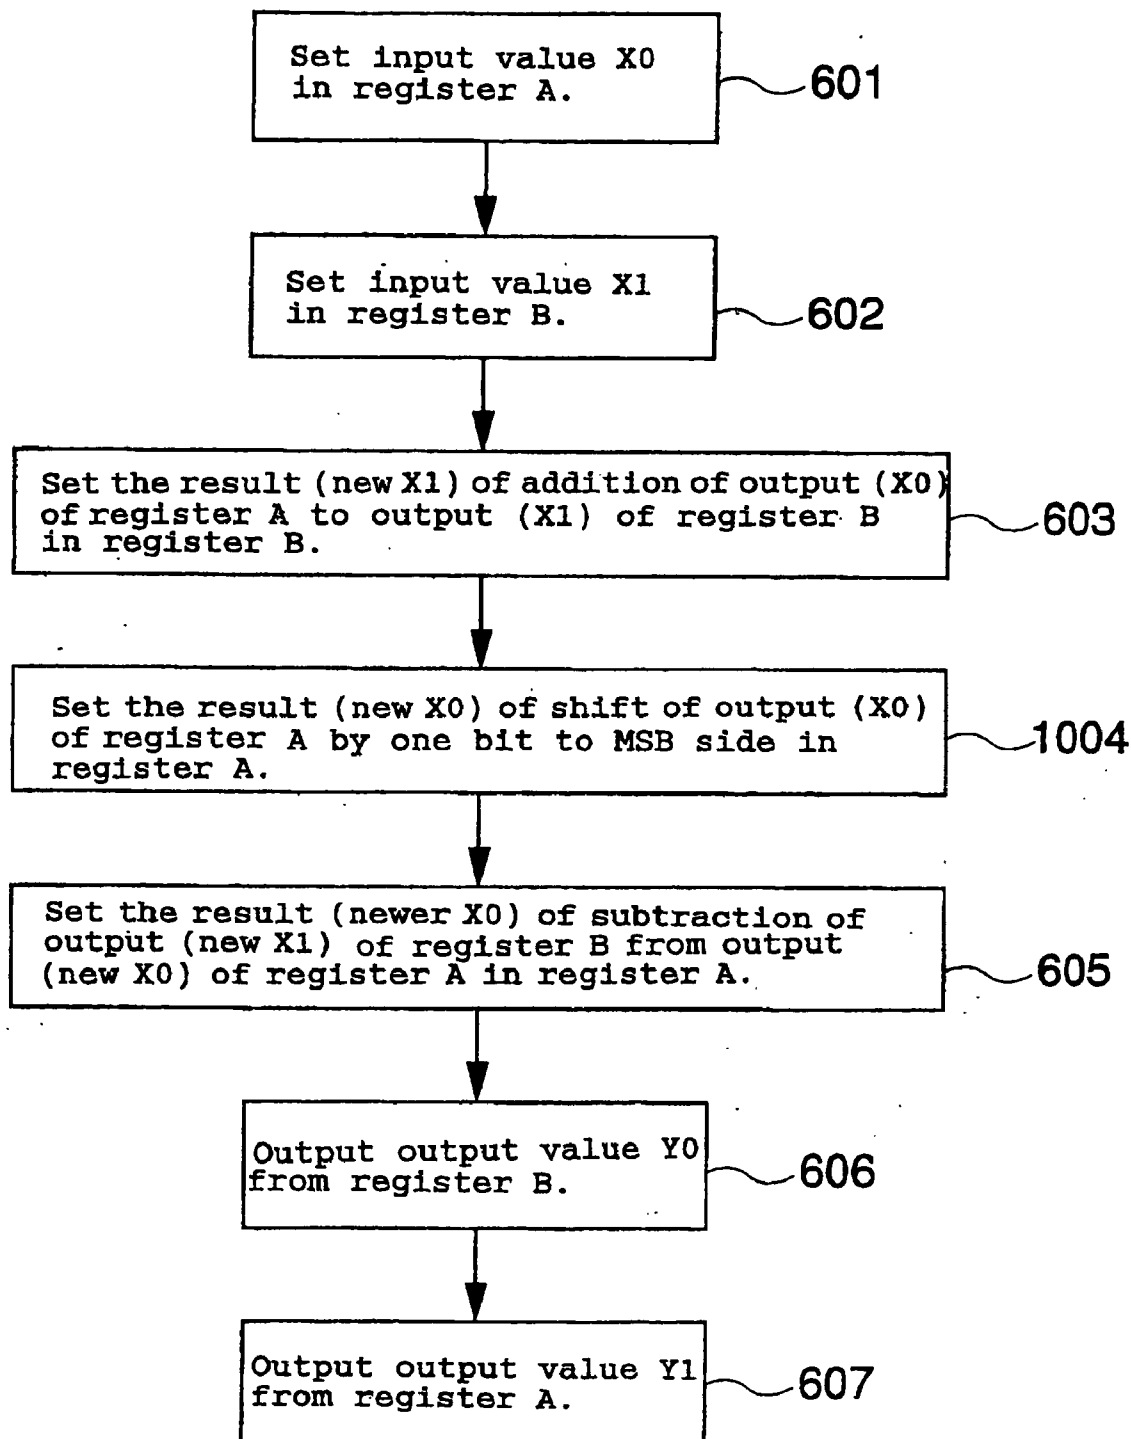 Set input value X0
in register A.
601
Set input value X1
in register B.
602
Set the result (new X1) of addition of output (X0)
of register A to output (X1) of register B
in register B.
603
Set the result (new X0) of shift of output (X0)
of register A by one bit to MSB side in
register A.
1004
Set the result (newer X0) of subtraction of
output (new X1) of register B from output
(new X0) of register A in register A.
605
Output output value Y0
from register B.
606
Output output value Y1
from register A.
607